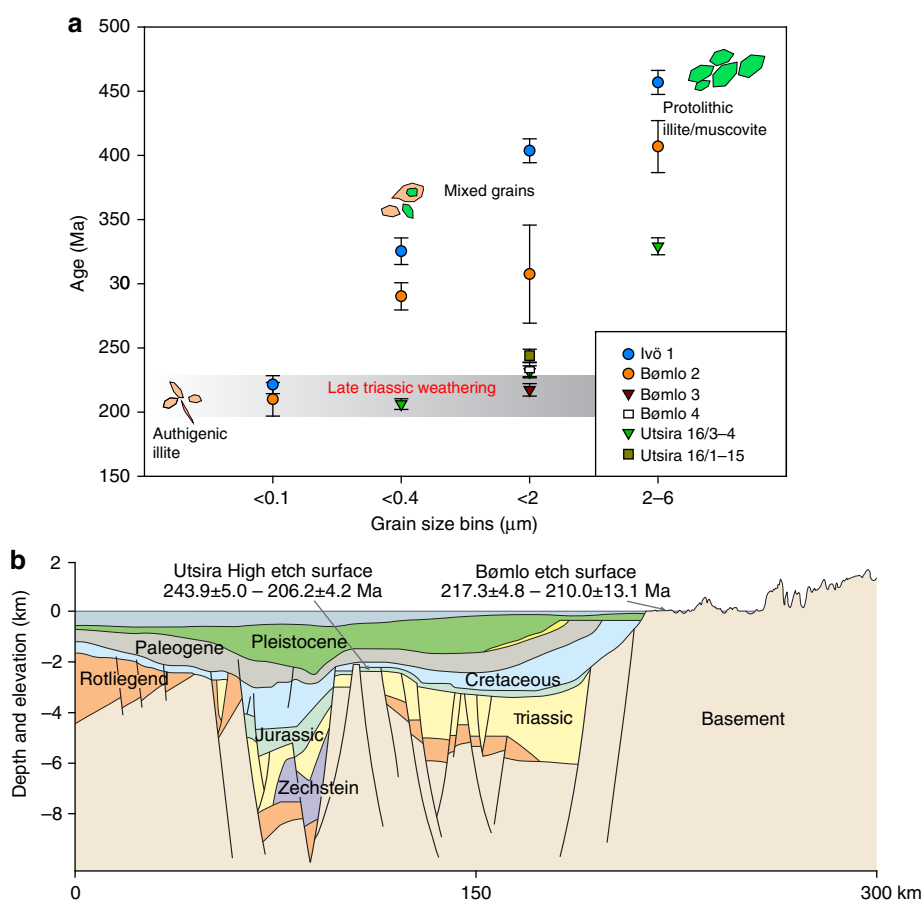 a
500
450
400
350
30
250
200
150
Age (Ma)
Protolithic
illite/muscovite
Mixed grains
Late triassic weathering
Authigenic
illite
Ivö 1
Bømlo 2
Bømlo 3
Bømlo 4
Utsira 16/3–4
Utsira 16/1–15
<0.1
<0.4
<2
2–6
Grain size bins (μm)
b
2
0
−2
−4
−6
−8
Depth and elevation (km)
Utsira High etch surface
243.9±5.0 – 206.2±4.2 Ma
Bømlo etch surface
217.3±4.8 – 210.0±13.1 Ma
Pleistocene
Paleogene
Rotliegend
Cretaceous
Jurassic
Triassic
Basement
Zechstein
0
150
300 km